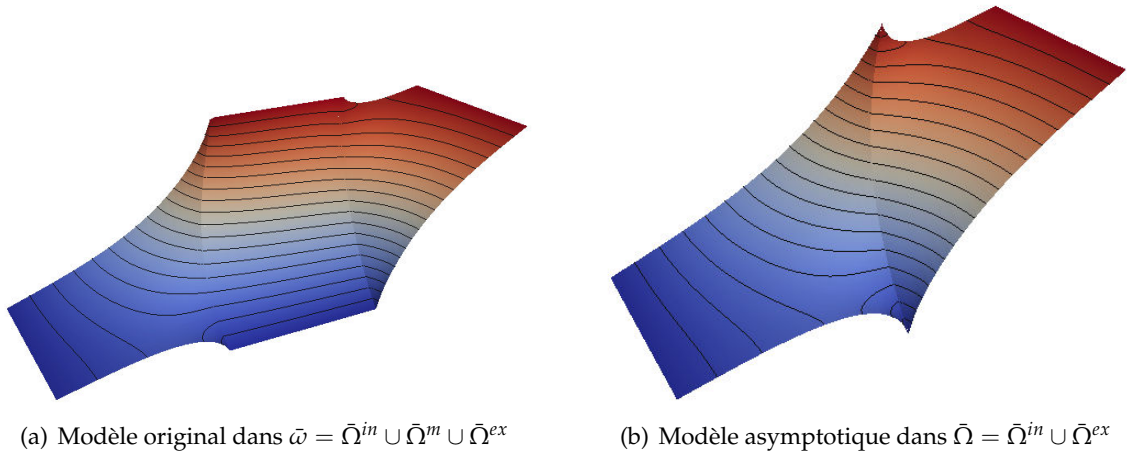 (a) Modèle original dans ω̄ = Ω̄ⁱⁿ ∪ Ω̄ᵐ ∪ Ω̄ᵉˣ
(b) Modèle asymptotique dans Ω̄ = Ω̄ⁱⁿ ∪ Ω̄ᵉˣ